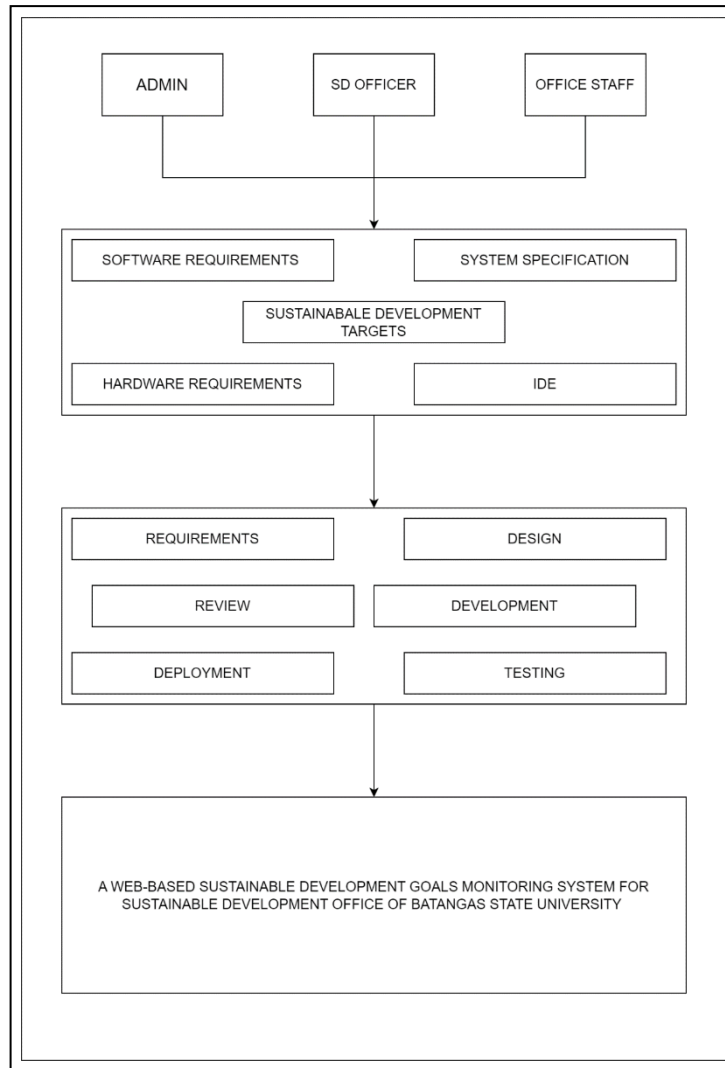 ADMIN
SD OFFICER
OFFICE STAFF
SOFTWARE REQUIREMENTS
SYSTEM SPECIFICATION
SUSTAINABALE DEVELOPMENT
TARGETS
HARDWARE REQUIREMENTS
IDE
REQUIREMENTS
DESIGN
REVIEW
DEVELOPMENT
DEPLOYMENT
TESTING
A WEB-BASED SUSTAINABLE DEVELOPMENT GOALS MONITORING SYSTEM FOR
SUSTAINABLE DEVELOPMENT OFFICE OF BATANGAS STATE UNIVERSITY